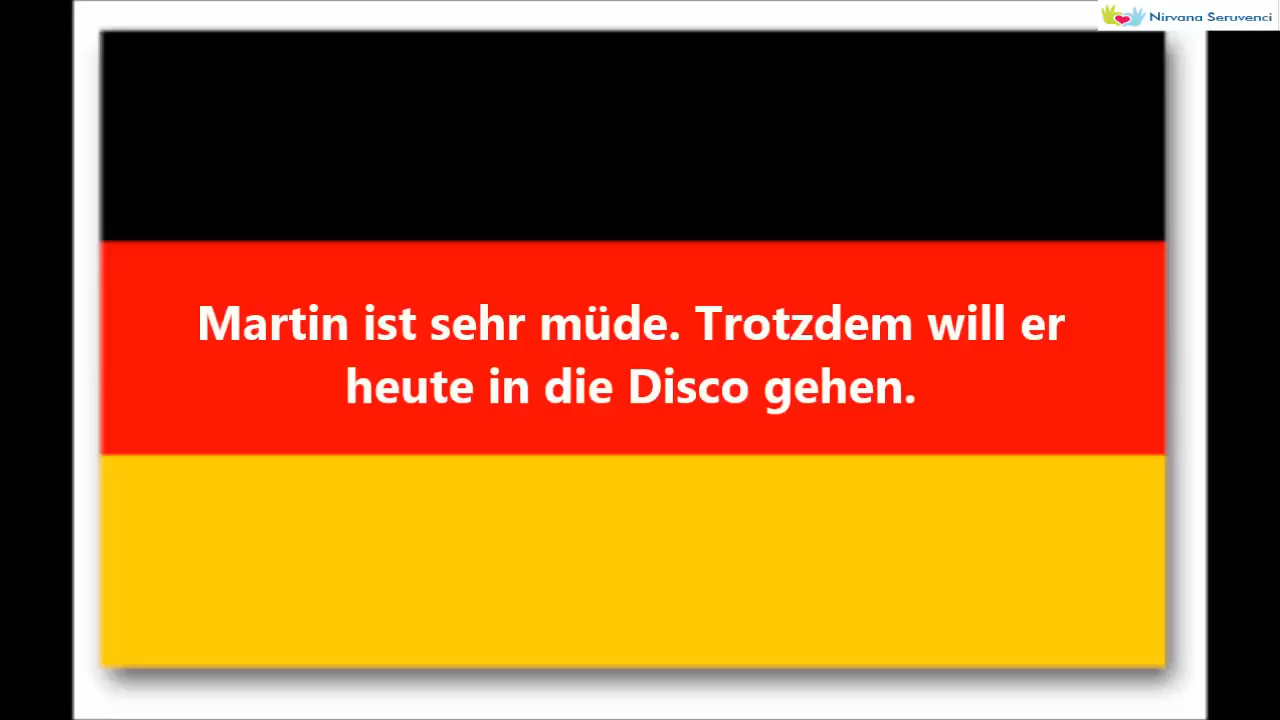 Nirvana Seruvenci
Martin ist sehr müde. Trotzdem will er
heute in die Disco gehen.